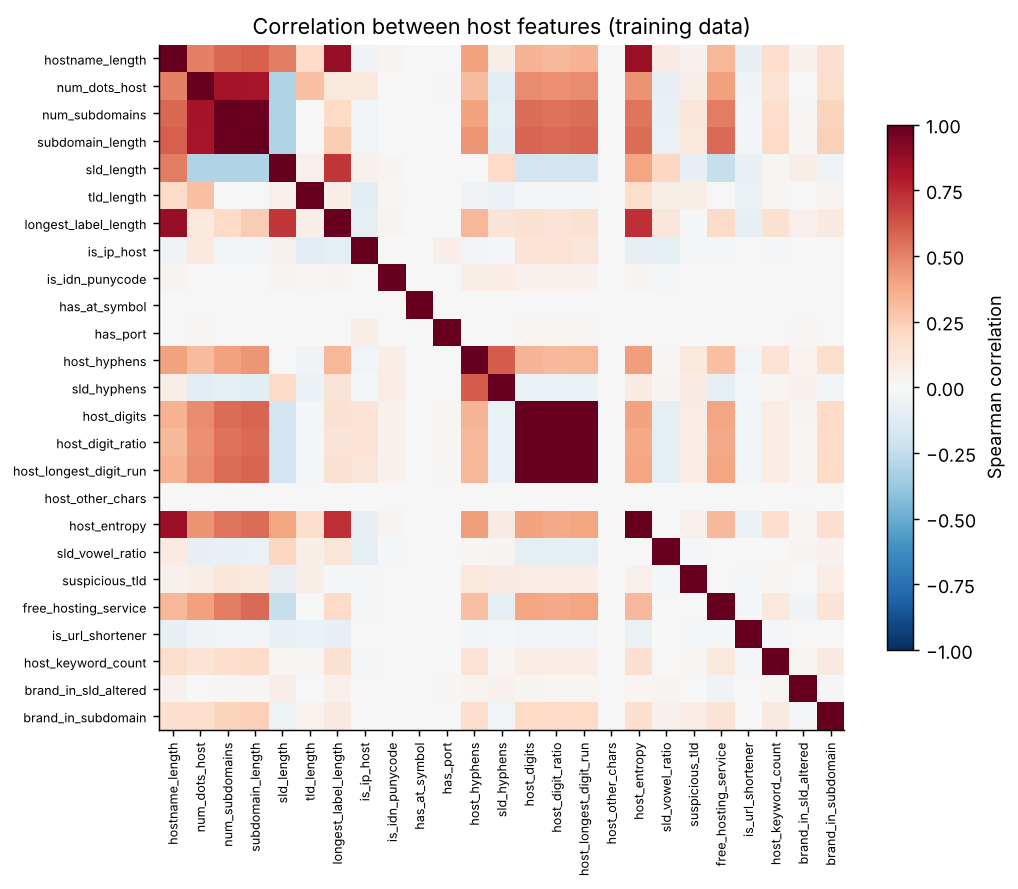 Correlation between host features (training data)
hostname_length
num_dots_host
num_subdomains
subdomain_length
sld_length
tld_length
longest_label_length
is_ip_host
is_idn_punycode
has_at_symbol
has_port
host_hyphens
sld_hyphens
host_digits
host_digit_ratio
host_longest_digit_run
host_other_chars
host_entropy
sld_vowel_ratio
suspicious_tld
free_hosting_service
is_url_shortener
host_keyword_count
brand_in_sld_altered
brand_in_subdomain
hostname_length
num_dots_host
num_subdomains
subdomain_length
sld_length
tld_length
longest_label_length
is_ip_host
is_idn_punycode
has_at_symbol
has_port
host_hyphens
sld_hyphens
host_digits
host_digit_ratio
host_longest_digit_run
host_other_chars
host_entropy
sld_vowel_ratio
suspicious_tld
free_hosting_service
is_url_shortener
host_keyword_count
brand_in_sld_altered
brand_in_subdomain
1.00
0.75
0.50
0.25
0.00
−0.25
−0.50
−0.75
−1.00
Spearman correlation